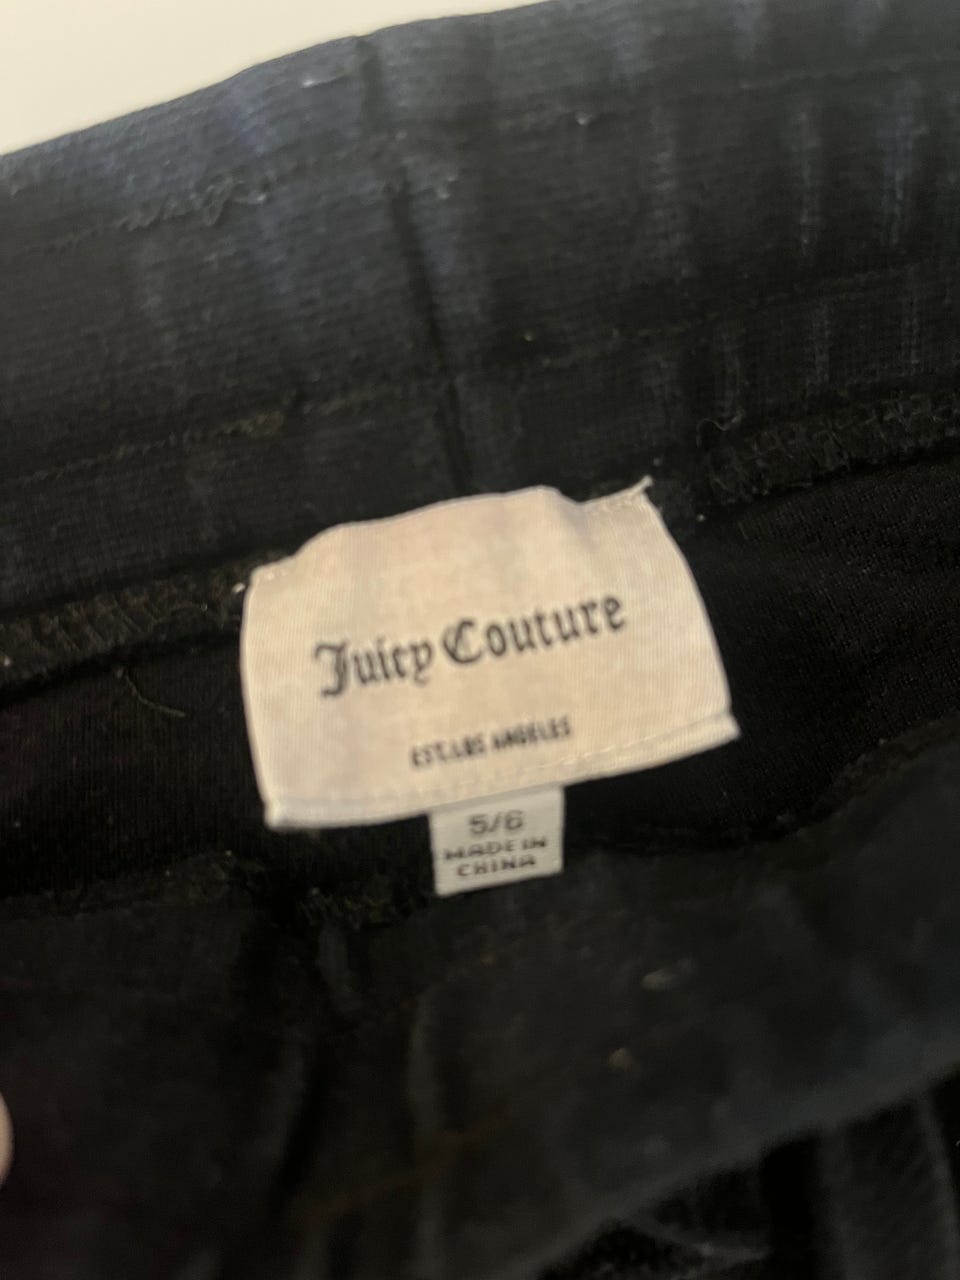 Juicy Couture
EST. LOS ANGELES
5/6
MADE IN
CHINA